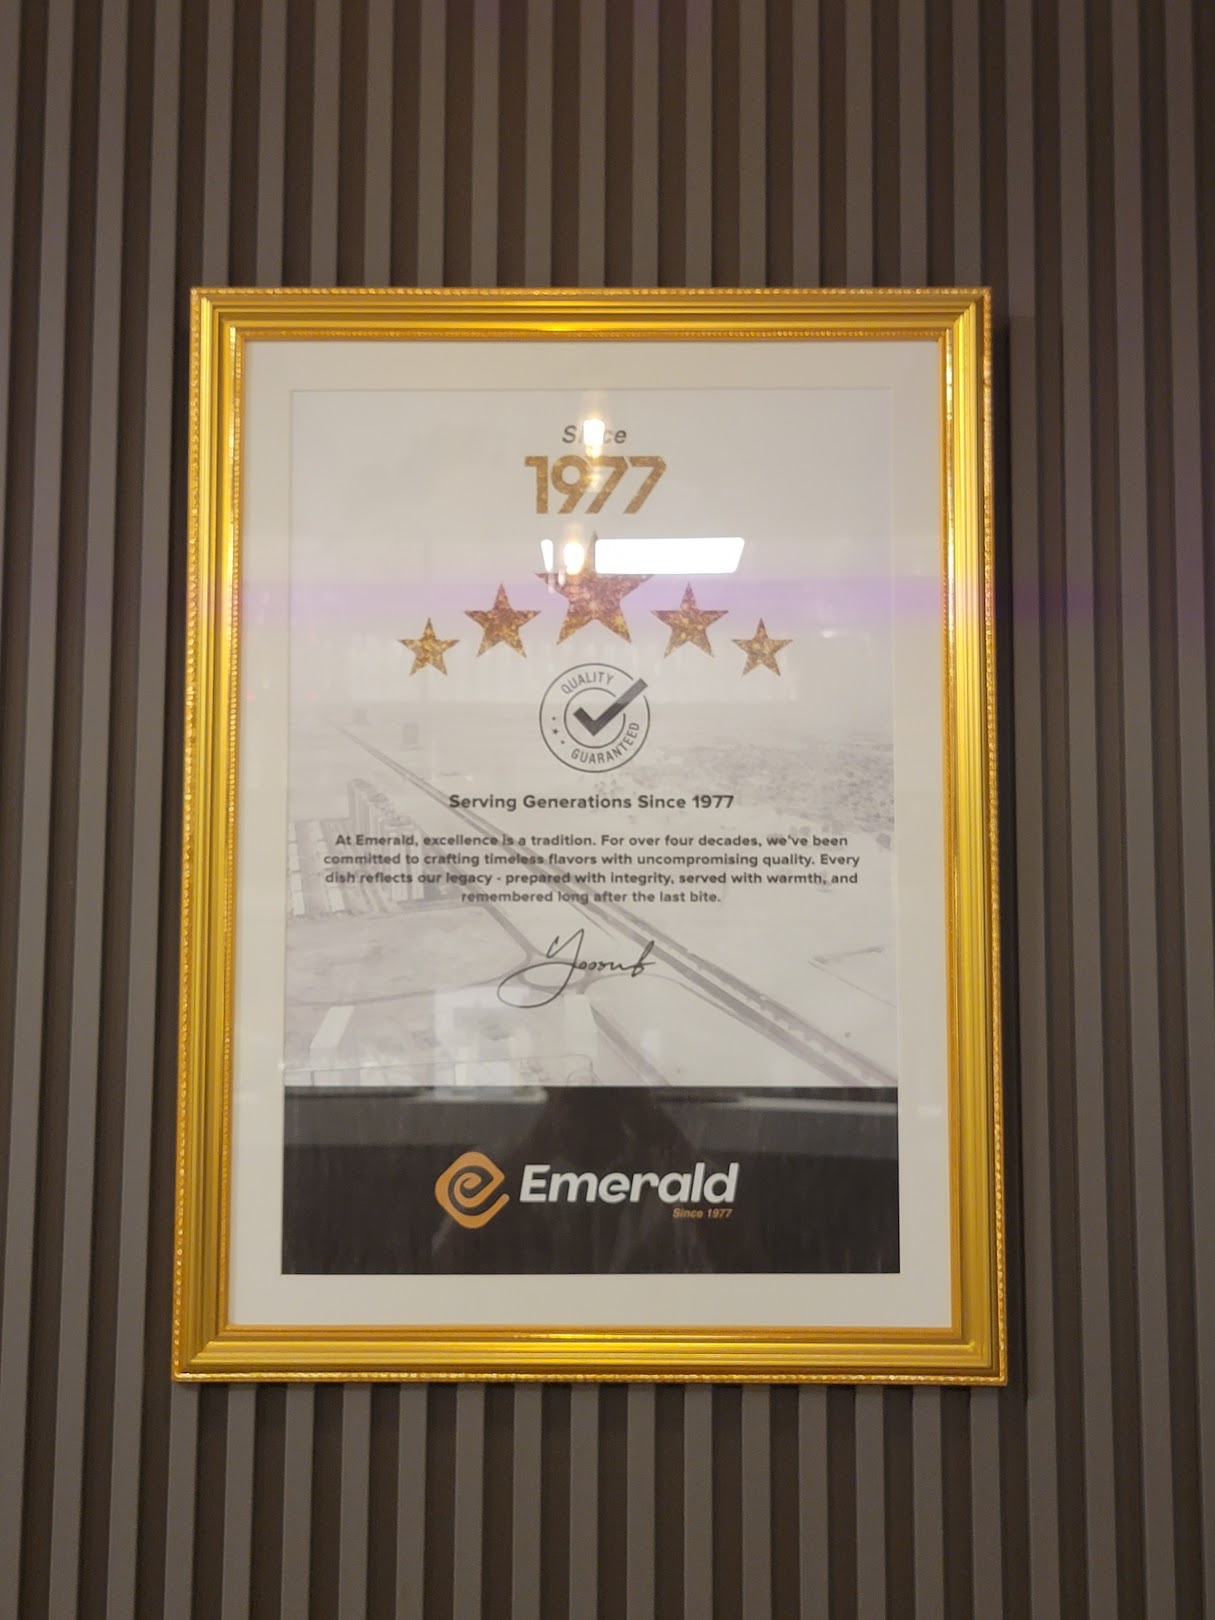 Since
1977
QUALITY
GUARANTEED
Serving Generations Since 1977
At Emerald, excellence is a tradition. For over four decades, we've been
committed to crafting timeless flavors with uncompromising quality. Every
dish reflects our legacy - prepared with integrity, served with warmth, and
remembered long after the last bite.
Yoosuf
Emerald
Since 1977